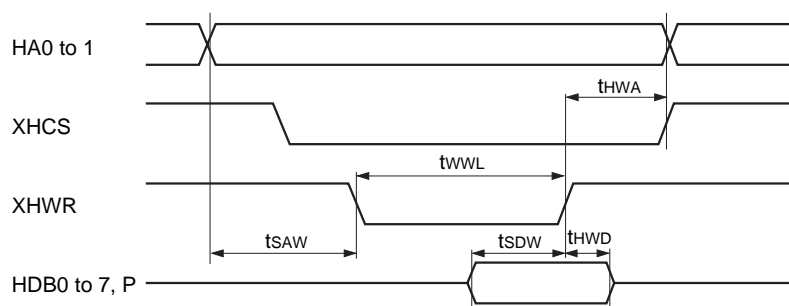 HA0 to 1
tHWA
XHCS
tWWL
XHWR
tSAW
tSDW
tHWD
HDB0 to 7, P